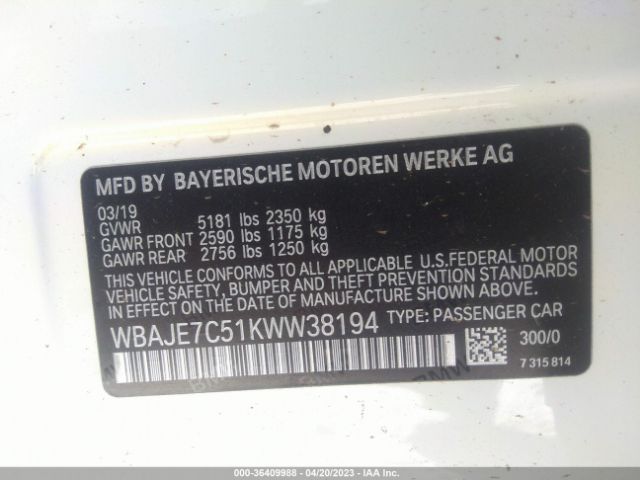 MFD BY BAYERISCHE MOTOREN WERKE AG
03/19
GVWR 5181 lbs 2350 kg
GAWR FRONT 2590 lbs 1175 kg
GAWR REAR 2756 lbs 1250 kg
THIS VEHICLE CONFORMS TO ALL APPLICABLE U.S.FEDERAL MOTOR
VEHICLE SAFETY, BUMPER AND THEFT PREVENTION STANDARDS
IN EFFECT ON THE DATE OF MANUFACTURE SHOWN ABOVE.
WBAJE7C51KWW38194 TYPE: PASSENGER CAR
300/0
7 315 814
BMW
000-36409988 - 04/20/2023 - IAA Inc.